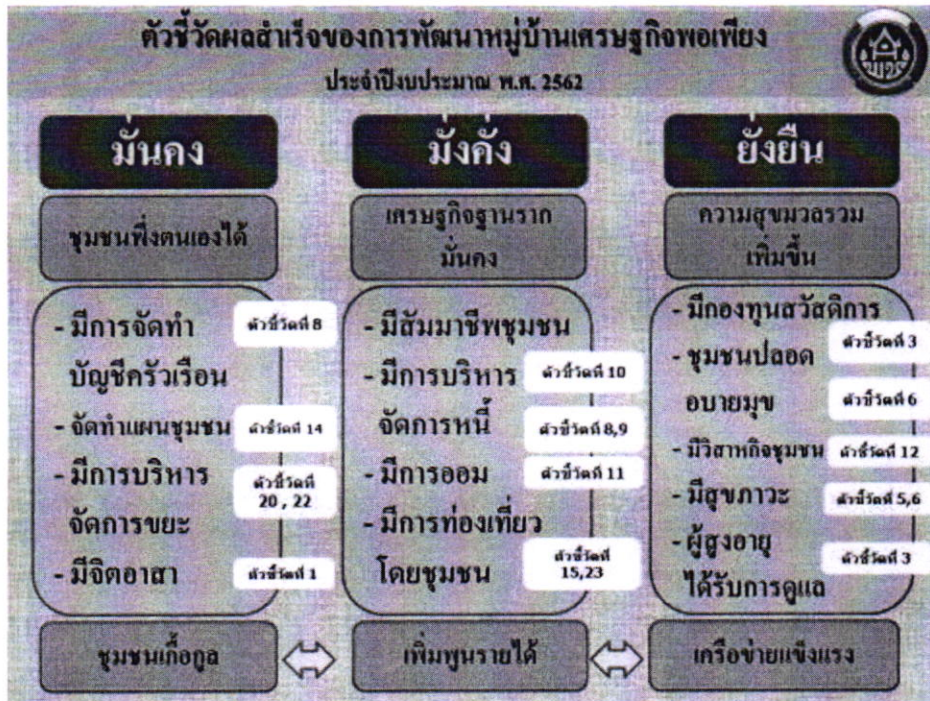 ตัวชี้วัดผลสำเร็จของการพัฒนาหมู่บ้านเศรษฐกิจพอเพียง
ประจำปีงบประมาณ พ.ศ. 2562
มั่นคง
ชุมชนพึ่งตนเองได้
- มีการจัดทำ
ตัวชี้วัดที่ 8
บัญชีครัวเรือน
- จัดทำแผนชุมชน
ตัวชี้วัดที่ 14
- มีการบริหาร
ตัวชี้วัดที่
20 , 22
จัดการขยะ
- มีจิตอาสา
ตัวชี้วัดที่ 1
ชุมชนเกื้อกูล
มั่งคั่ง
เศรษฐกิจฐานราก
มั่นคง
- มีสัมมาชีพชุมชน
- มีการบริหาร
ตัวชี้วัดที่ 10
จัดการหนี้
ตัวชี้วัดที่ 8,9
- มีการออม
ตัวชี้วัดที่ 11
- มีการท่องเที่ยว
โดยชุมชน
ตัวชี้วัดที่
15,23
เพิ่มพูนรายได้
ยั่งยืน
ความสุขมวลรวม
เพิ่มขึ้น
- มีกองทุนสวัสดิการ
ตัวชี้วัดที่ 3
- ชุมชนปลอด
อบายมุข
ตัวชี้วัดที่ 6
- มีวิสาหกิจชุมชน
ตัวชี้วัดที่ 12
- มีสุขภาวะ
ตัวชี้วัดที่ 5,6
- ผู้สูงอายุ
ตัวชี้วัดที่ 3
ได้รับการดูแล
เครือข่ายแข็งแรง